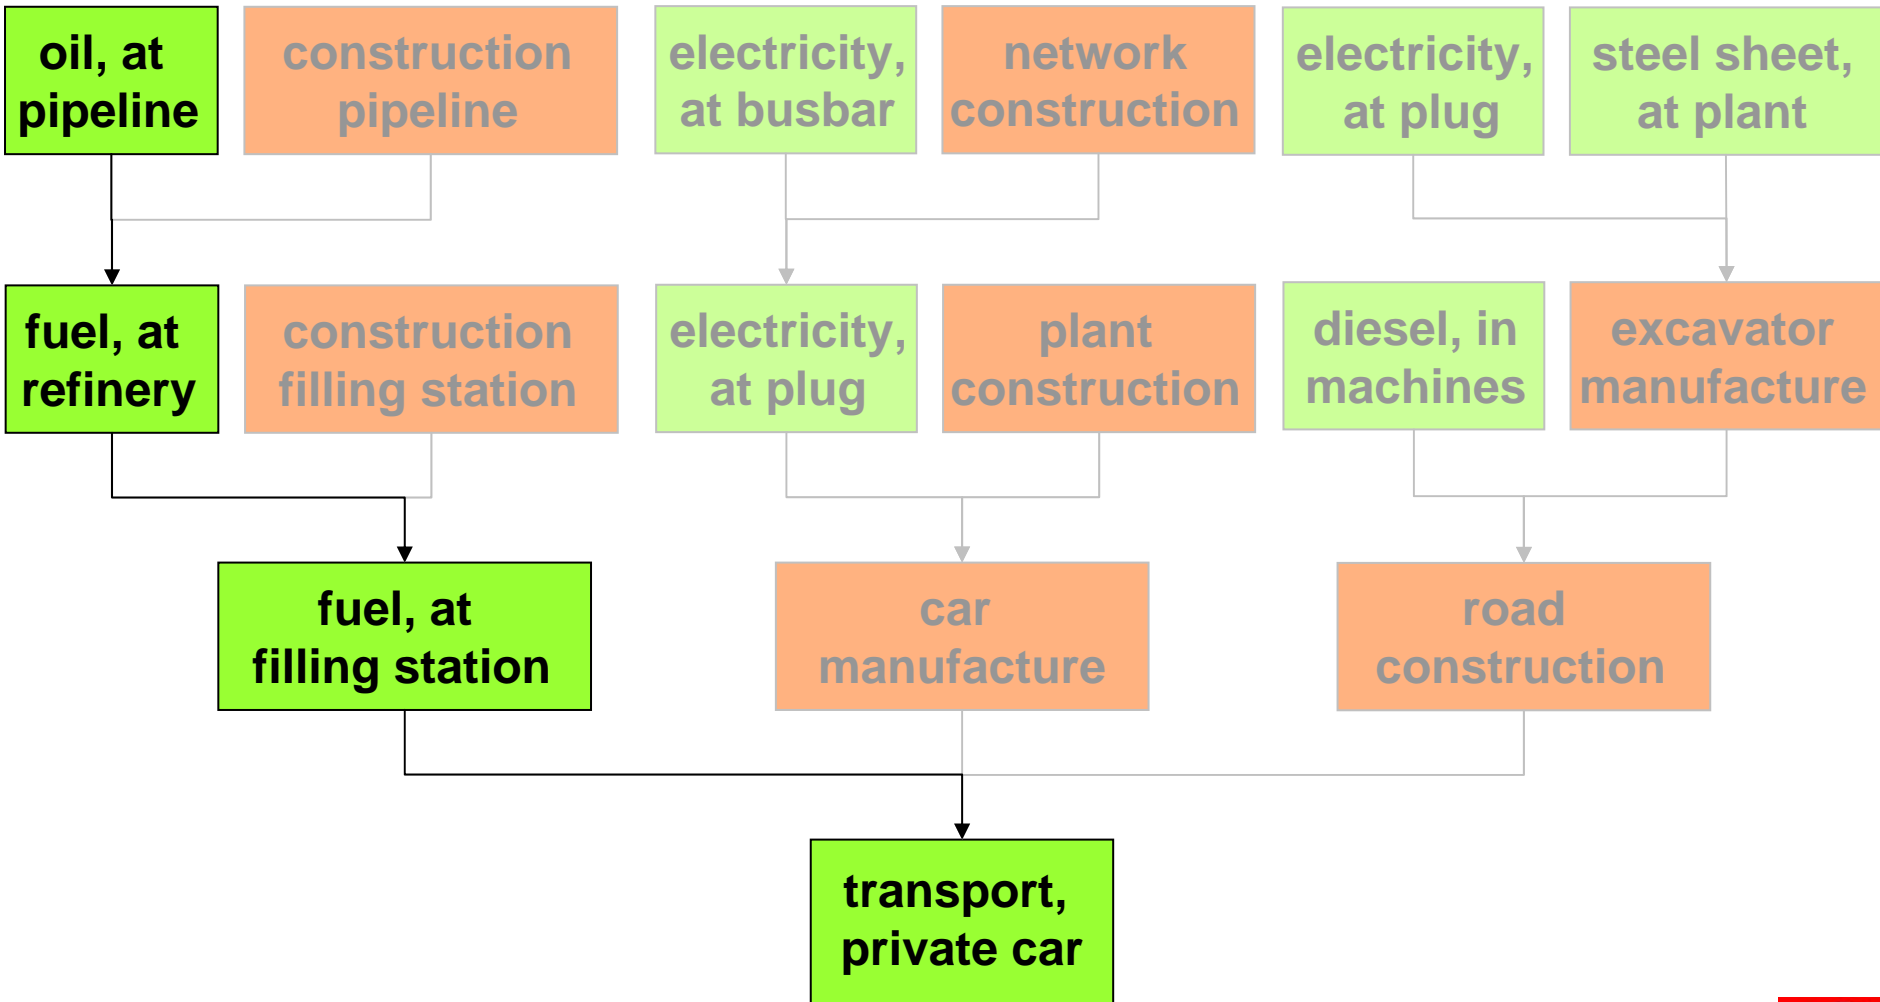 oil, at
pipeline
construction
pipeline
electricity,
at busbar
network
construction
electricity,
at plug
steel sheet,
at plant
fuel, at
refinery
construction
filling station
electricity,
at plug
plant
construction
diesel, in
machines
excavator
manufacture
fuel, at
filling station
car
manufacture
road
construction
transport,
private car